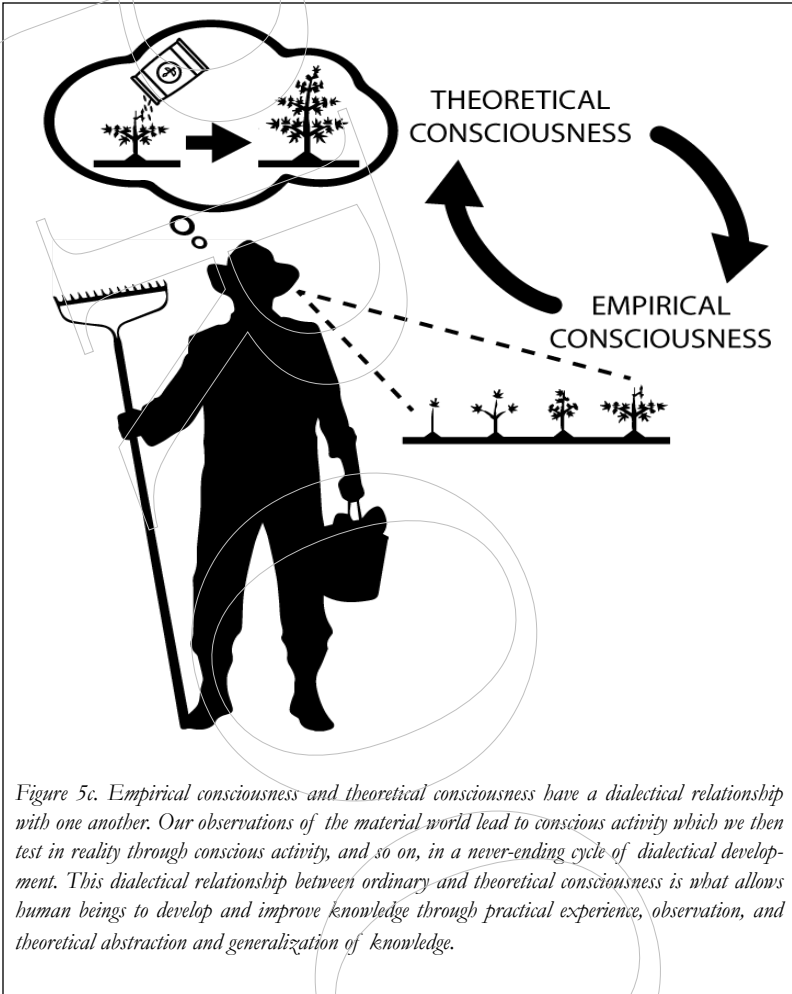 THEORETICAL
CONSCIOUSNESS
EMPIRICAL
CONSCIOUSNESS
Figure 5c. Empirical consciousness and theoretical consciousness have a dialectical relationship
with one another. Our observations of the material world lead to conscious activity which we then
test in reality through conscious activity, and so on, in a never-ending cycle of dialectical develop-
ment. This dialectical relationship between ordinary and theoretical consciousness is what allows
human beings to develop and improve knowledge through practical experience, observation, and
theoretical abstraction and generalization of knowledge.